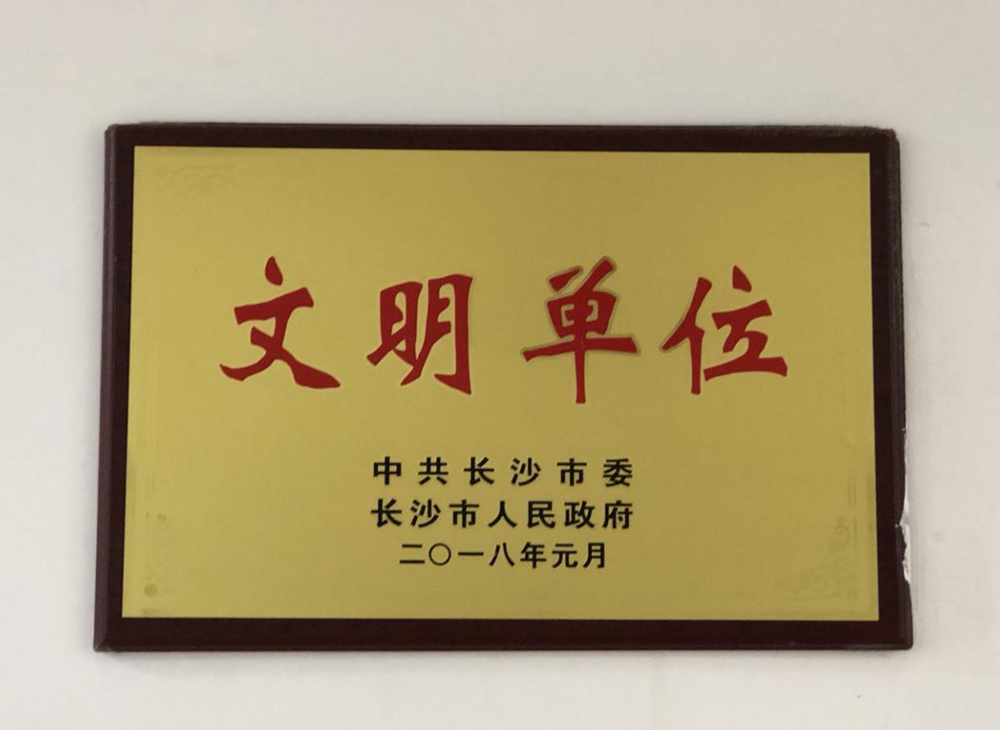 文明单位
中共长沙市委
长沙市人民政府
二〇一八年元月